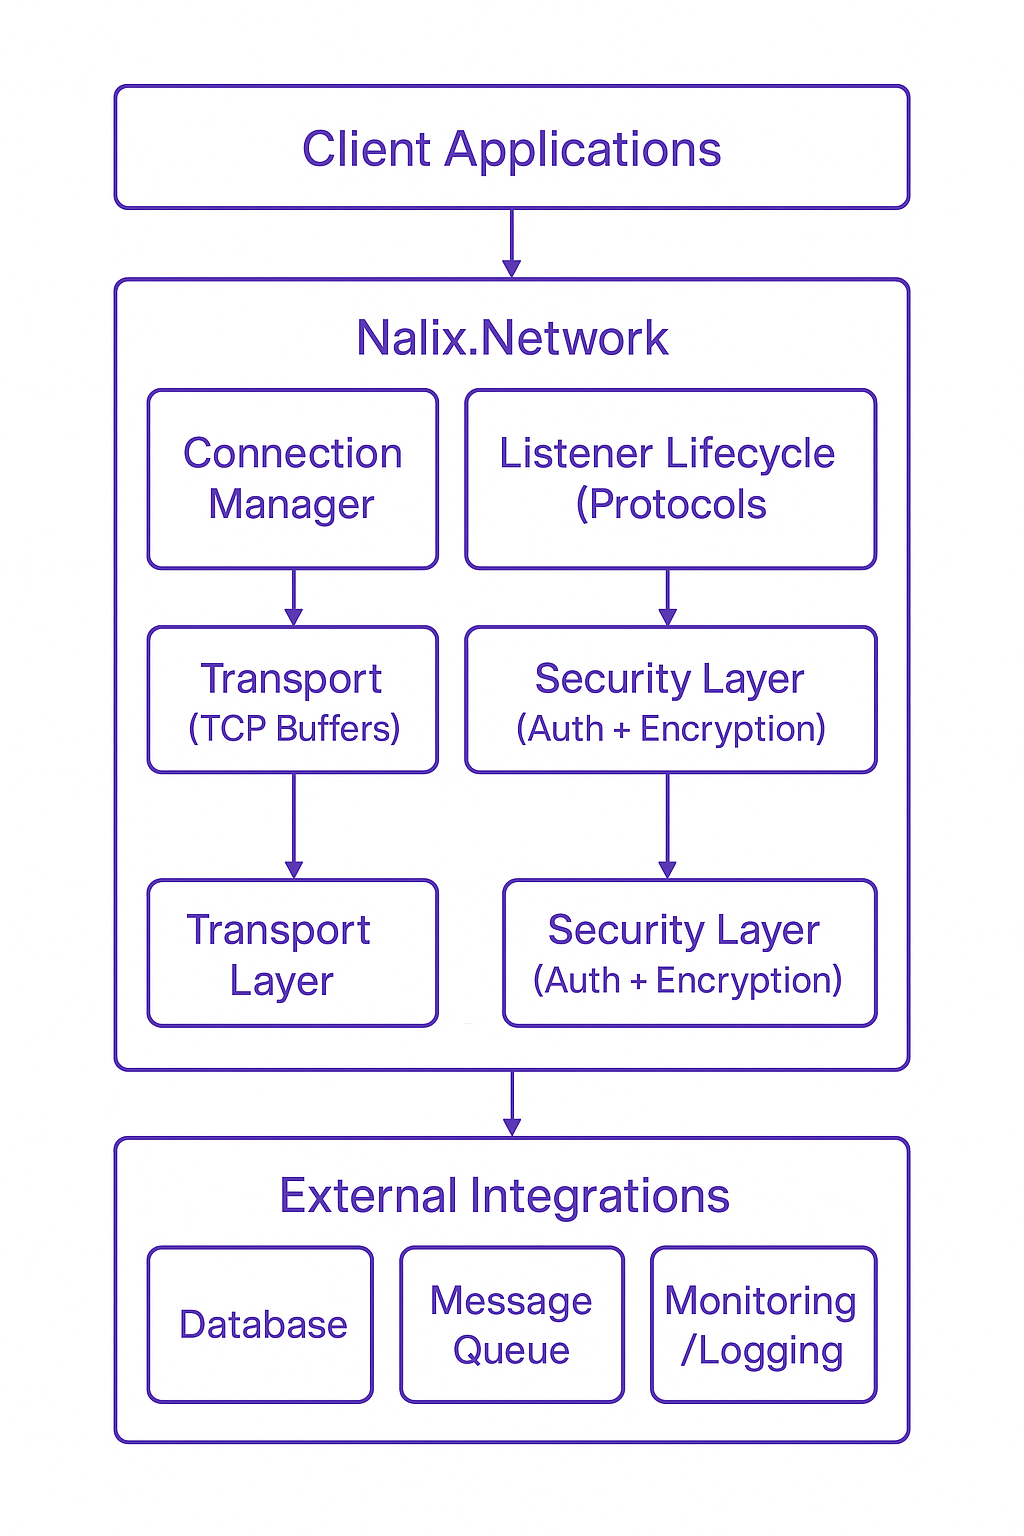 Client Applications
Nalix.Network
Connection
Manager
Listener Lifecycle
(Protocols
Transport
(TCP Buffers)
Security Layer
(Auth + Encryption)
Transport
Layer
Security Layer
(Auth + Encryption)
External Integrations
Database
Message
Queue
Monitoring
/Logging